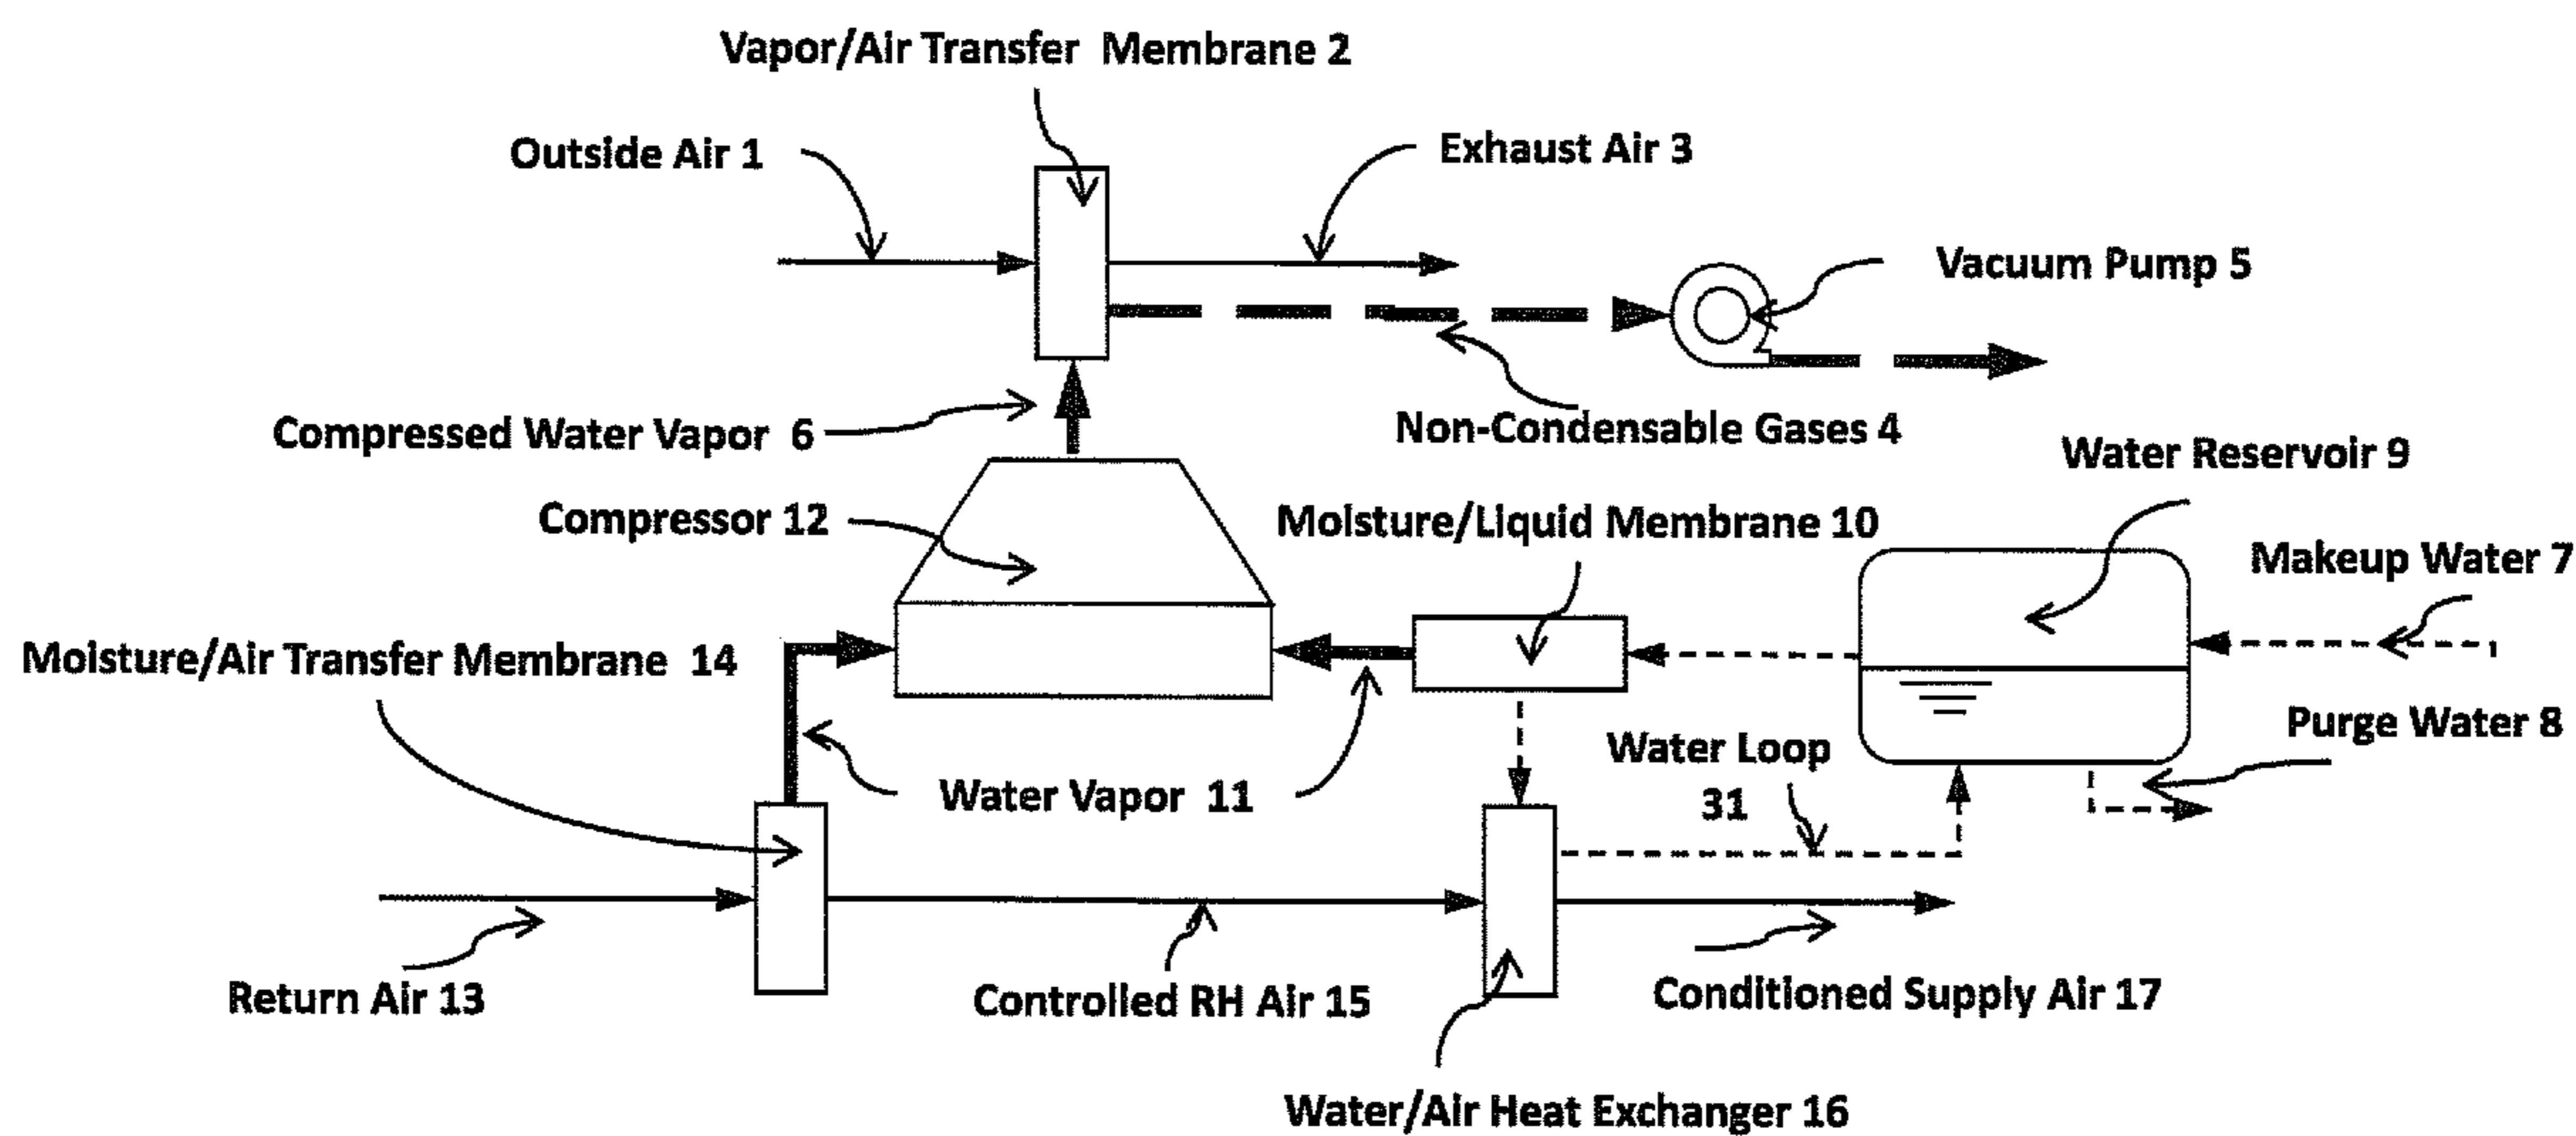 Vapor/Air Transfer Membrane 2
Outside Air 1
Exhaust Air 3
Vacuum Pump 5
Compressed Water Vapor 6
Non-Condensable Gases 4
Water Reservoir 9
Compressor 12
Moisture/Liquid Membrane 10
Makeup Water 7
Moisture/Air Transfer Membrane 14
Purge Water 8
Water Loop
31
Water Vapor 11
Return Air 13
Controlled RH Air 15
Conditioned Supply Air 17
Water/Air Heat Exchanger 16